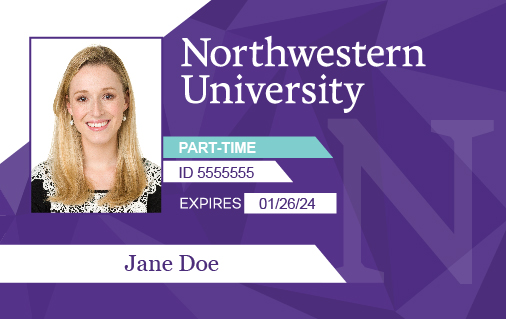 Northwestern
University
PART-TIME
ID 5555555
EXPIRES 01/26/24
N
Jane Doe